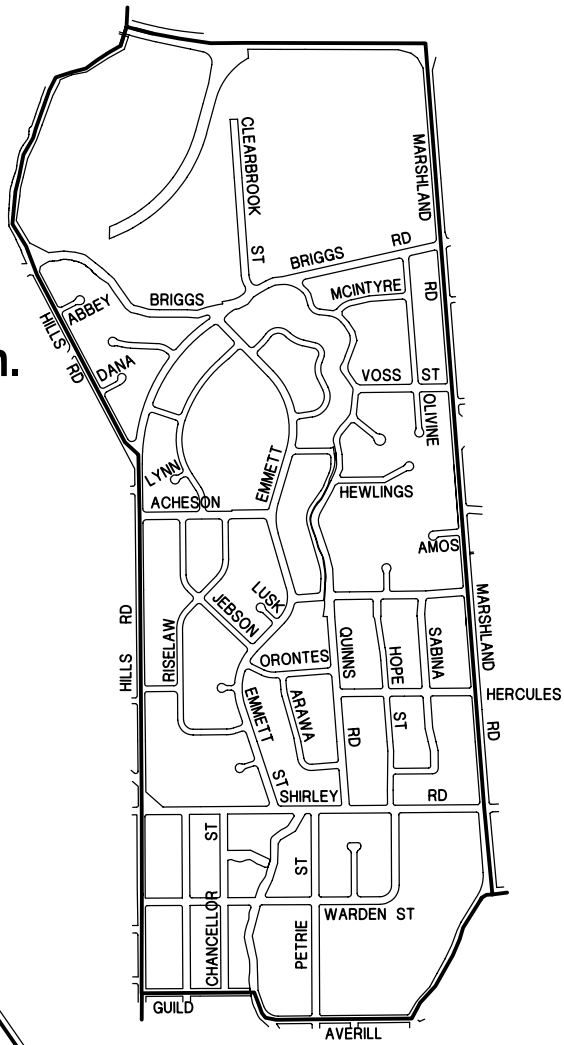 CLEARBROOK ST
MARSHLAND RD
BRIGGS RD
MCINTYRE
BRIGGS
ABBEY
HILLS RD
n.
DANA
VOSS ST
OLIVINE
EMMETT
LYNN
ACHESON
HEWLINGS
AMOS
LUSK
JEBSON
MARSHLAND RD
HILLS RD
RISELAW
QUINNS RD
HOPE ST
SABINA
ORONTES
HERCULES
EMMETT ST
ARAWA
SHIRLEY RD
CHANCELLOR ST
PETRIE ST
WARDEN ST
GUILD
AVERILL